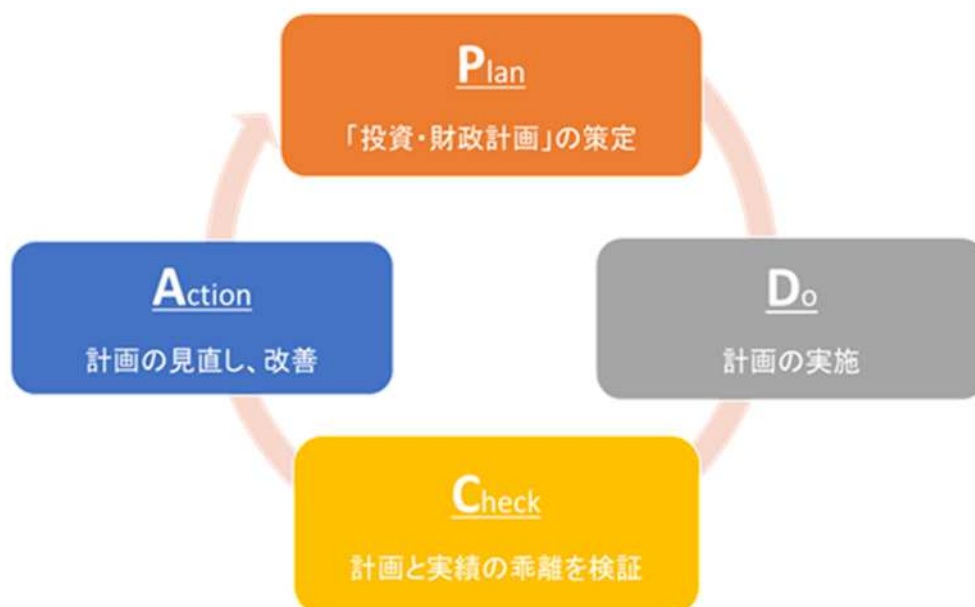 Plan
「投資・財政計画」の策定
Do
計画の実施
Check
計画と実績の乖離を検証
Action
計画の見直し、改善